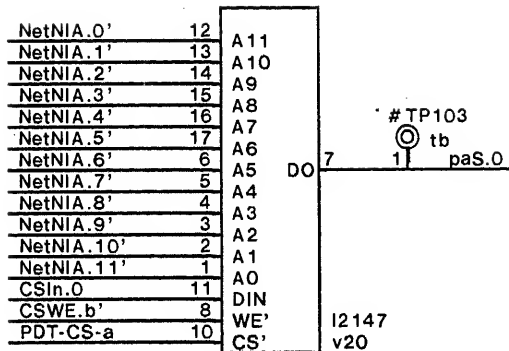 NetNIA.0' 12 A11
NetNIA.1' 13 A10
NetNIA.2' 14 A9
NetNIA.3' 15 A8
NetNIA.4' 16 A7
NetNIA.5' 17 A6
NetNIA.6' 6 A5
NetNIA.7' 5 A4
NetNIA.8' 4 A3
NetNIA.9' 3 A2
NetNIA.10' 2 A1
NetNIA.11' 1 A0
CSIn.0 11 DIN
CSWE.b' 8 WE'
PDT-CS-a 10 CS'
DO 7 1 paS.0
#TP103
tb
I2147
v20